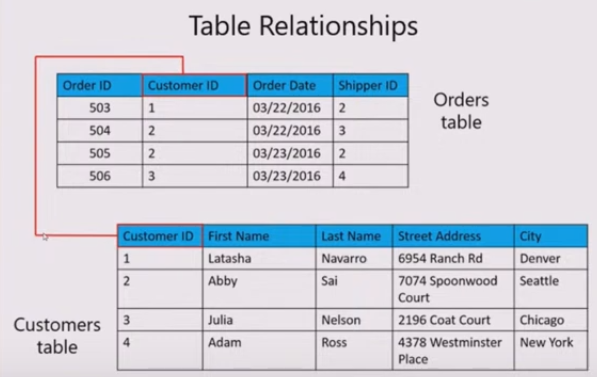 Table Relationships
Order ID Customer ID Order Date Shipper ID
503 1 03/22/2016 2
504 2 03/22/2016 3
505 2 03/23/2016 2
506 3 03/23/2016 4
Orders
table
Customer ID First Name Last Name Street Address City
1 Latasha Navarro 6954 Ranch Rd Denver
2 Abby Sai 7074 Spoonwood Seattle
Court
3 Julia Nelson 2196 Coat Court Chicago
4 Adam Ross 4378 Westminster New York
Place
Customers
table